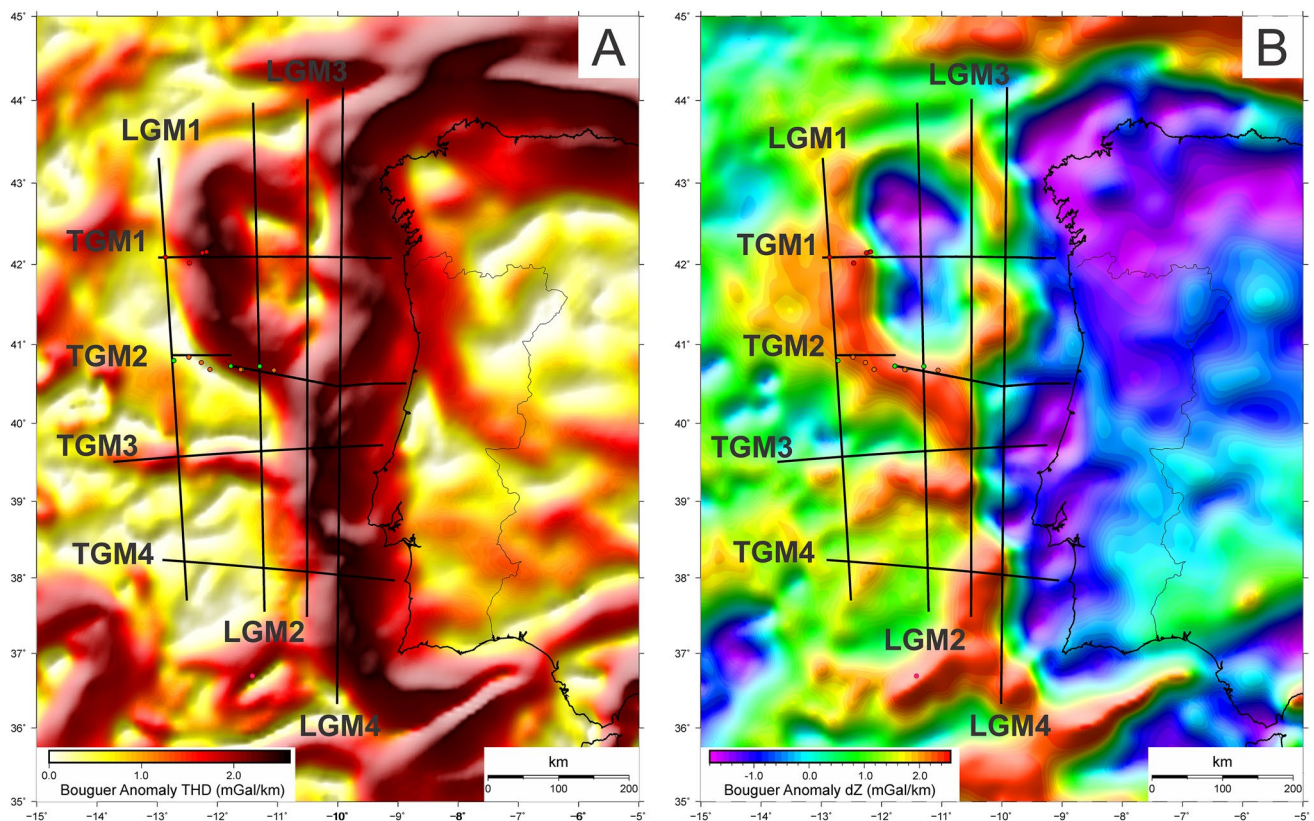 45°
A
LGM3
44°
LGM1
43°
TGM1
42°
41°
TGM2
40°
TGM3
39°
TGM4
38°
LGM2
37°
36°
LGM4
km
0.0 1.0 2.0
Bouguer Anomaly THD (mGal/km)
0 100 200
35°
−15° −14° −13° −12° −11° −10° −9° −8° −7° −6° −5°
45°
B
LGM3
44°
LGM1
43°
TGM1
42°
41°
TGM2
40°
TGM3
39°
TGM4
38°
LGM2
37°
36°
LGM4
km
-1.0 0.0 1.0 2.0
Bouguer Anomaly dZ (mGal/km)
0 100 200
35°
−15° −14° −13° −12° −11° −10° −9° −8° −7° −6° −5°